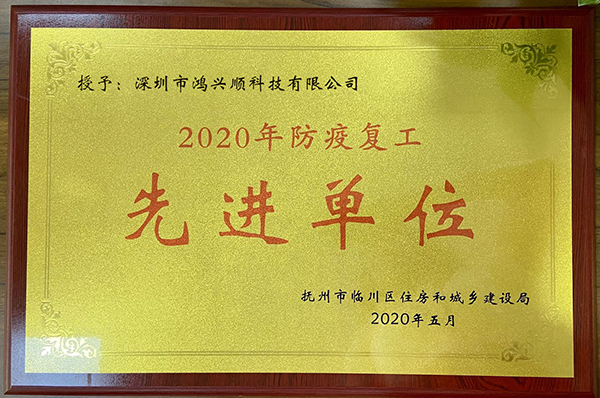 授予：深圳市鸿兴顺科技有限公司
2020年防疫复工
先进单位
抚州市临川区住房和城乡建设局
2020年五月